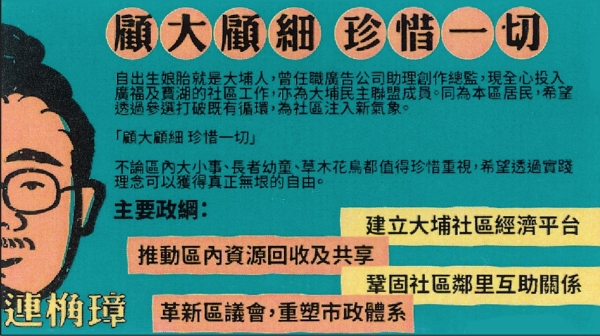 顧大顧細 珍惜一切
自出生娘胎就是大埔人，曾任職廣告公司助理創作總監，現全心投入
廣福及寶湖的社區工作，亦為大埔民主聯盟成員。同為本區居民，希望
透過參選打破既有循環，為社區注入新氣象。
「顧大顧細 珍惜一切」
不論區內大小事、長者幼童、草木花鳥都值得珍惜重視，希望透過實踐
理念可以獲得真正無垠的自由。
主要政綱：
建立大埔社區經濟平台
推動區內資源回收及共享
鞏固社區鄰里互助關係
革新區議會，重塑市政體系
連桷璋